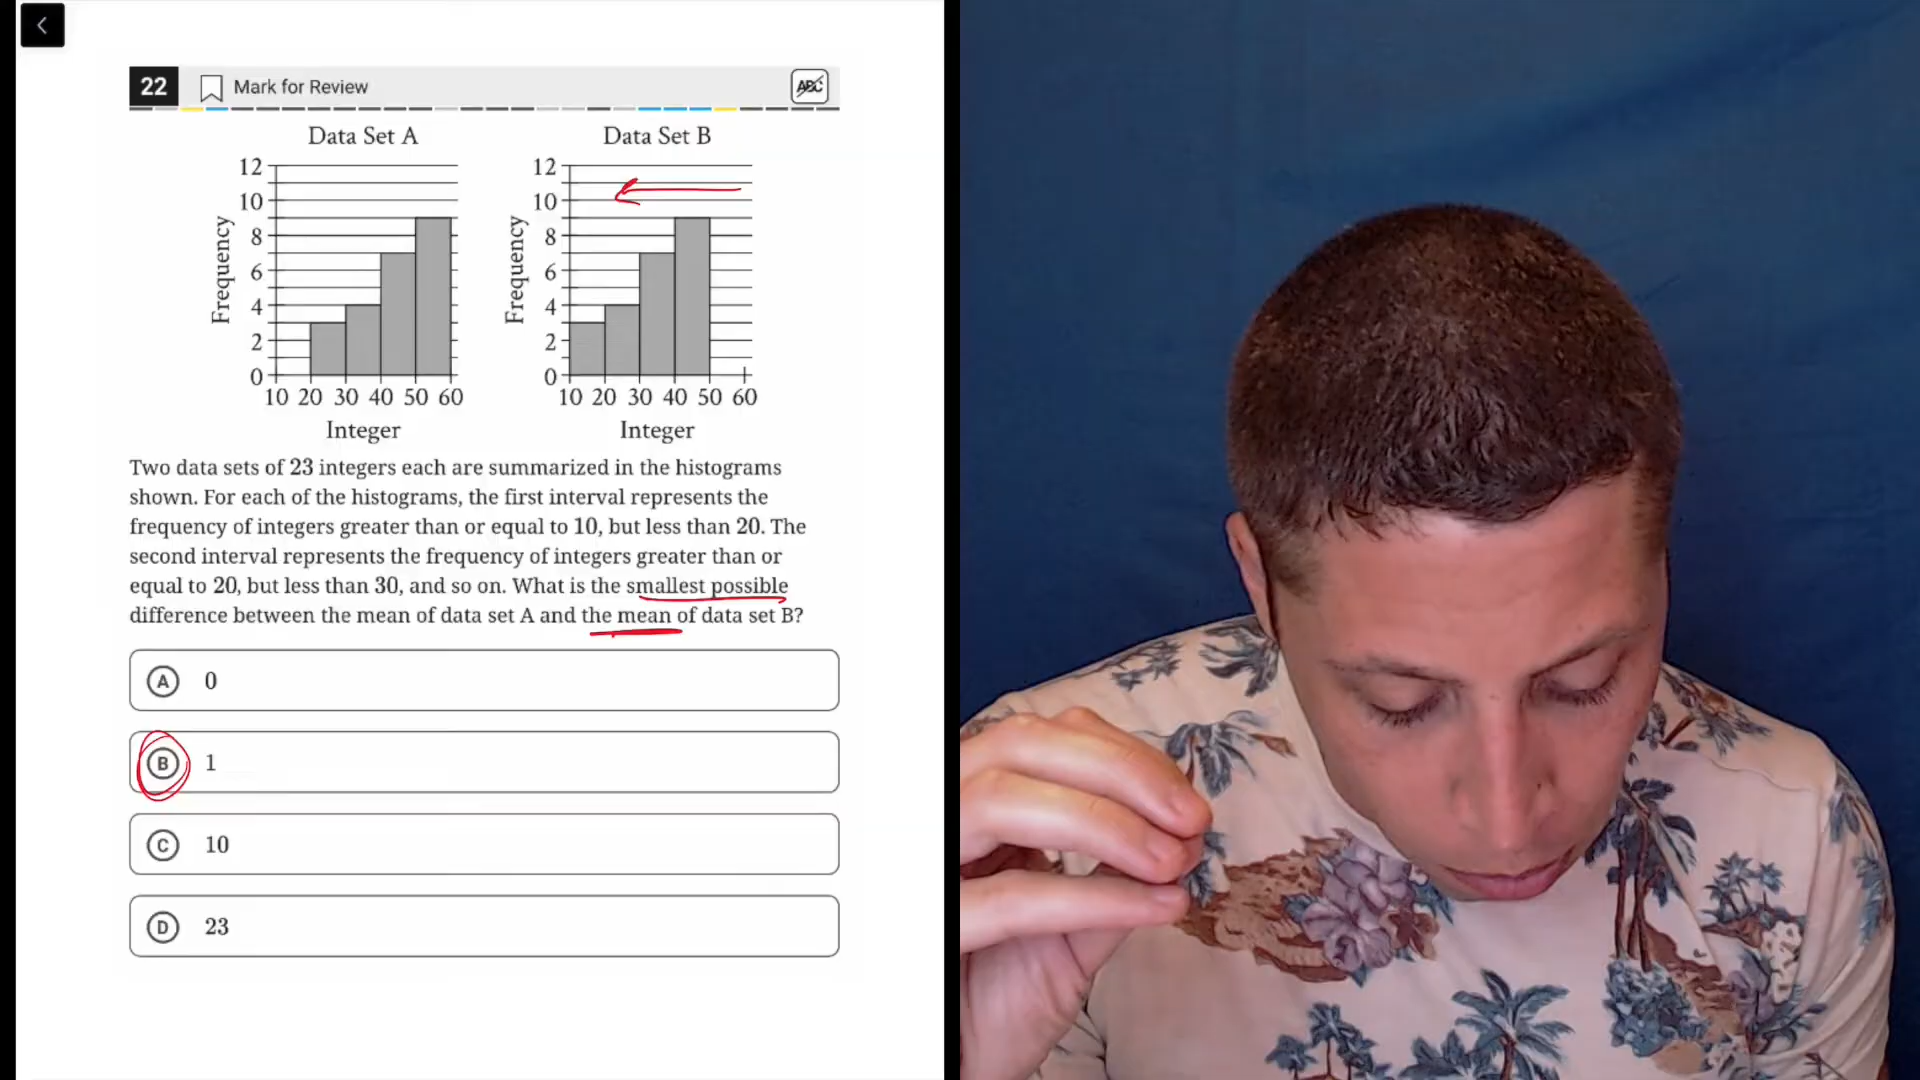 22 Mark for Review ABC
Data Set A
12
10
8
6
4
2
0
Frequency
10 20 30 40 50 60
Integer
Data Set B
12
10
8
6
4
2
0
Frequency
10 20 30 40 50 60
Integer
Two data sets of 23 integers each are summarized in the histograms
shown. For each of the histograms, the first interval represents the
frequency of integers greater than or equal to 10, but less than 20. The
second interval represents the frequency of integers greater than or
equal to 20, but less than 30, and so on. What is the smallest possible
difference between the mean of data set A and the mean of data set B?
A 0
B 1
C 10
D 23